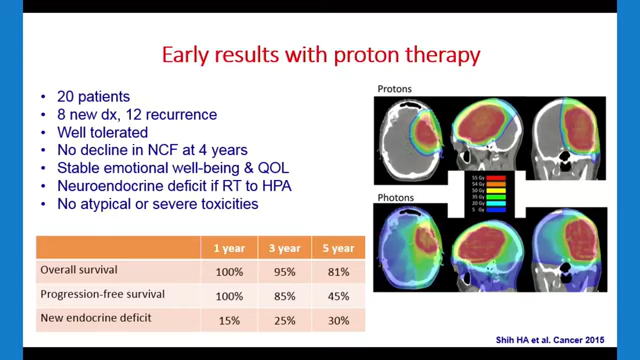 Early results with proton therapy
• 20 patients
• 8 new dx, 12 recurrence
• Well tolerated
• No decline in NCF at 4 years
• Stable emotional well-being & QOL
• Neuroendocrine deficit if RT to HPA
• No atypical or severe toxicities
1 year 3 year 5 year
Overall survival 100% 95% 81%
Progression-free survival 100% 85% 45%
New endocrine deficit 15% 25% 30%
Protons
55 Gy
54 Gy
50 Gy
35 Gy
20 Gy
5 Gy
Photons
Shih HA et al. Cancer 2015